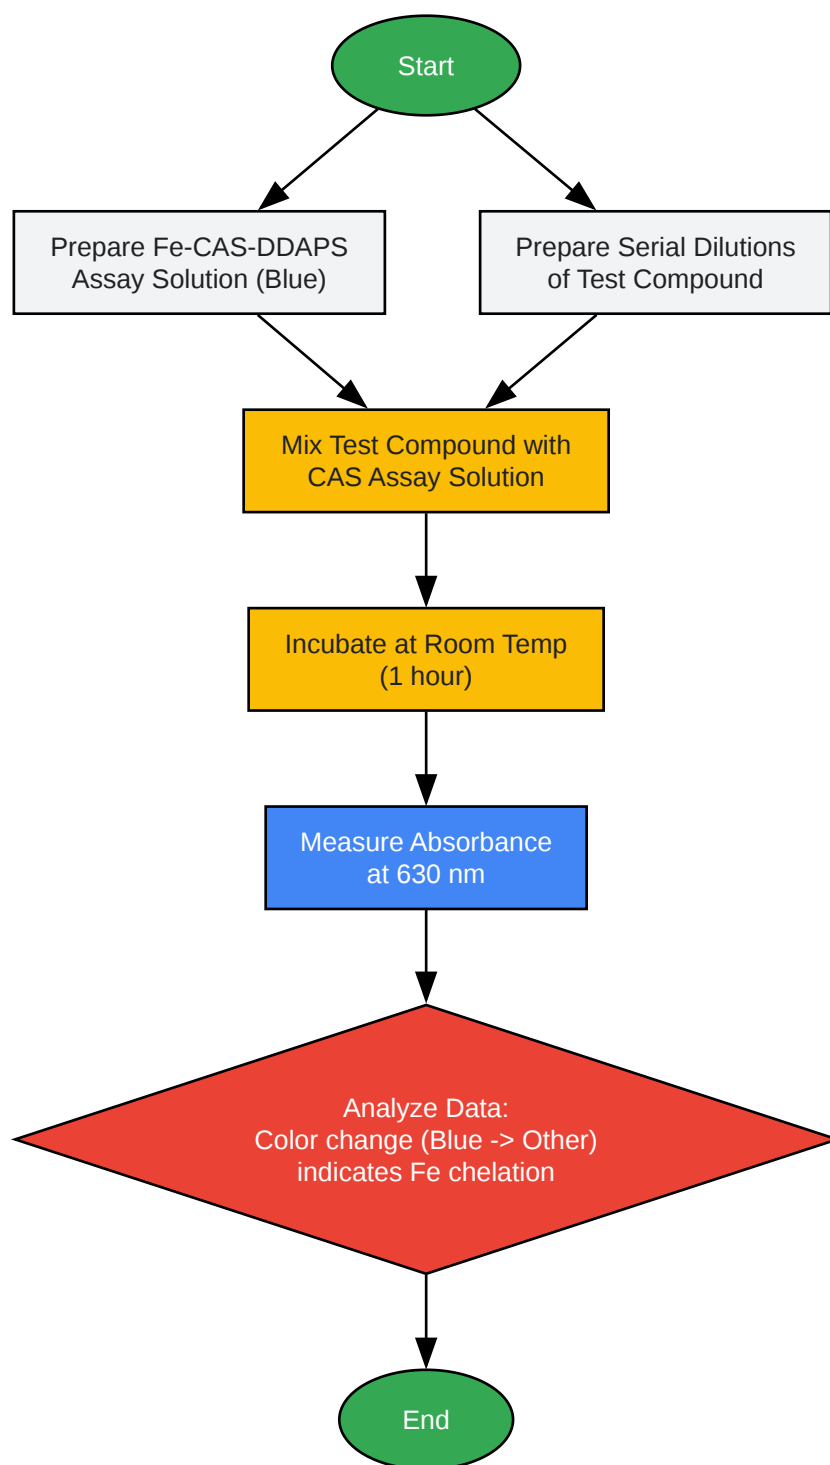 Start
Prepare Fe-CAS-DDAPS
Assay Solution (Blue)
Prepare Serial Dilutions
of Test Compound
Mix Test Compound with
CAS Assay Solution
Incubate at Room Temp
(1 hour)
Measure Absorbance
at 630 nm
Analyze Data:
Color change (Blue -> Other)
indicates Fe chelation
End